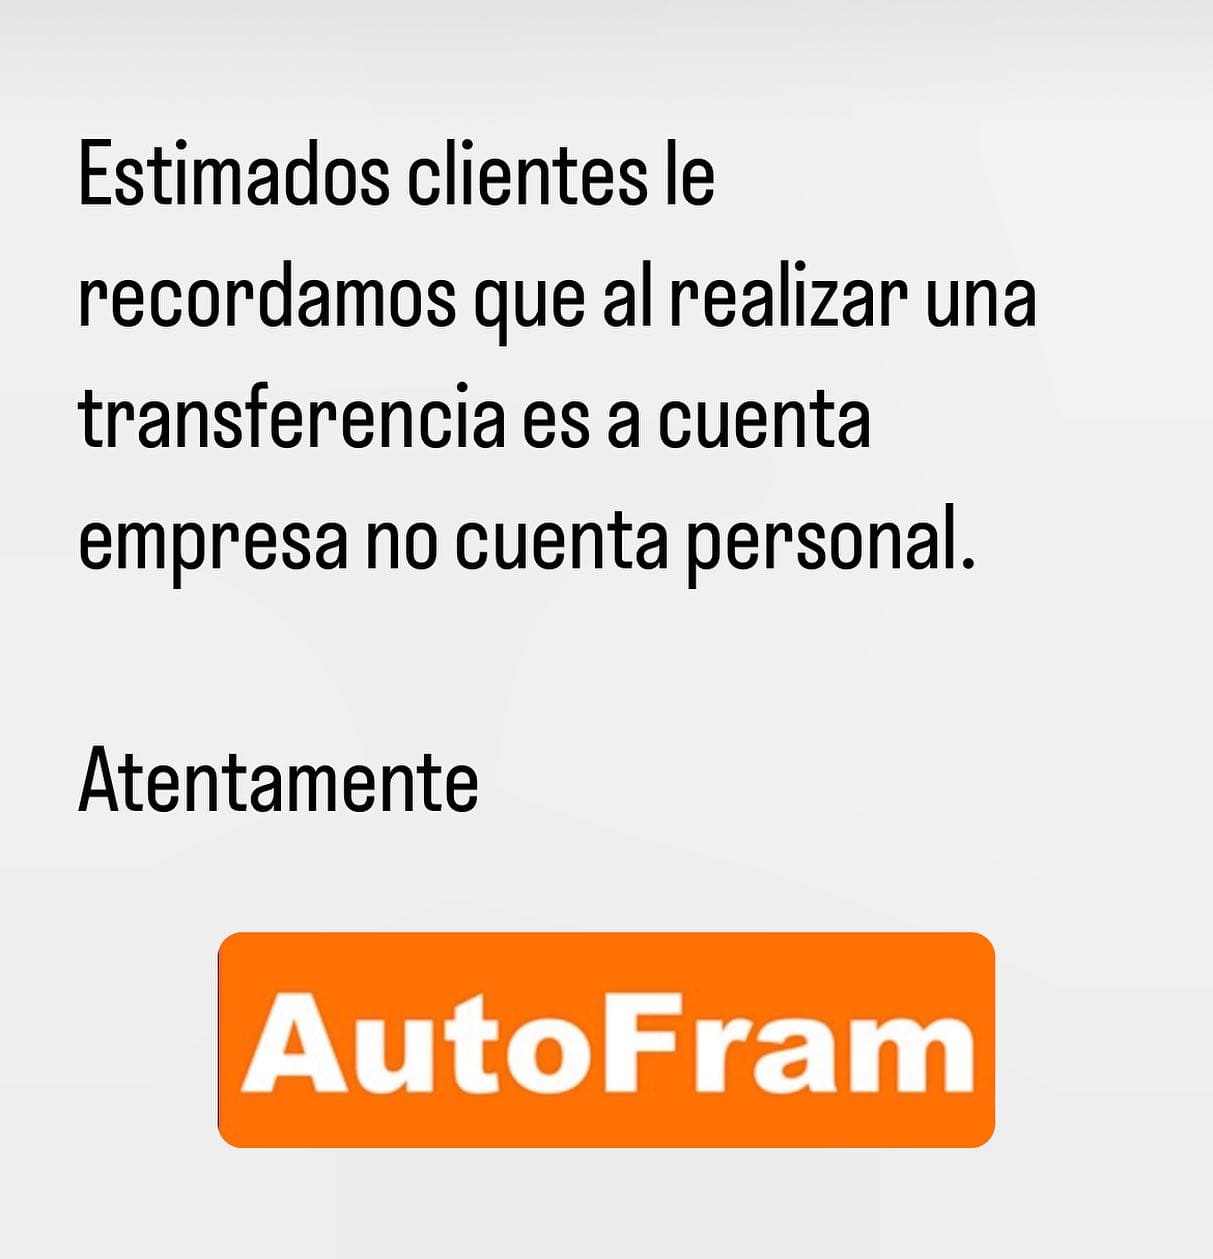 Estimados clientes le
recordamos que al realizar una
transferencia es a cuenta
empresa no cuenta personal.
Atentamente
AutoFram